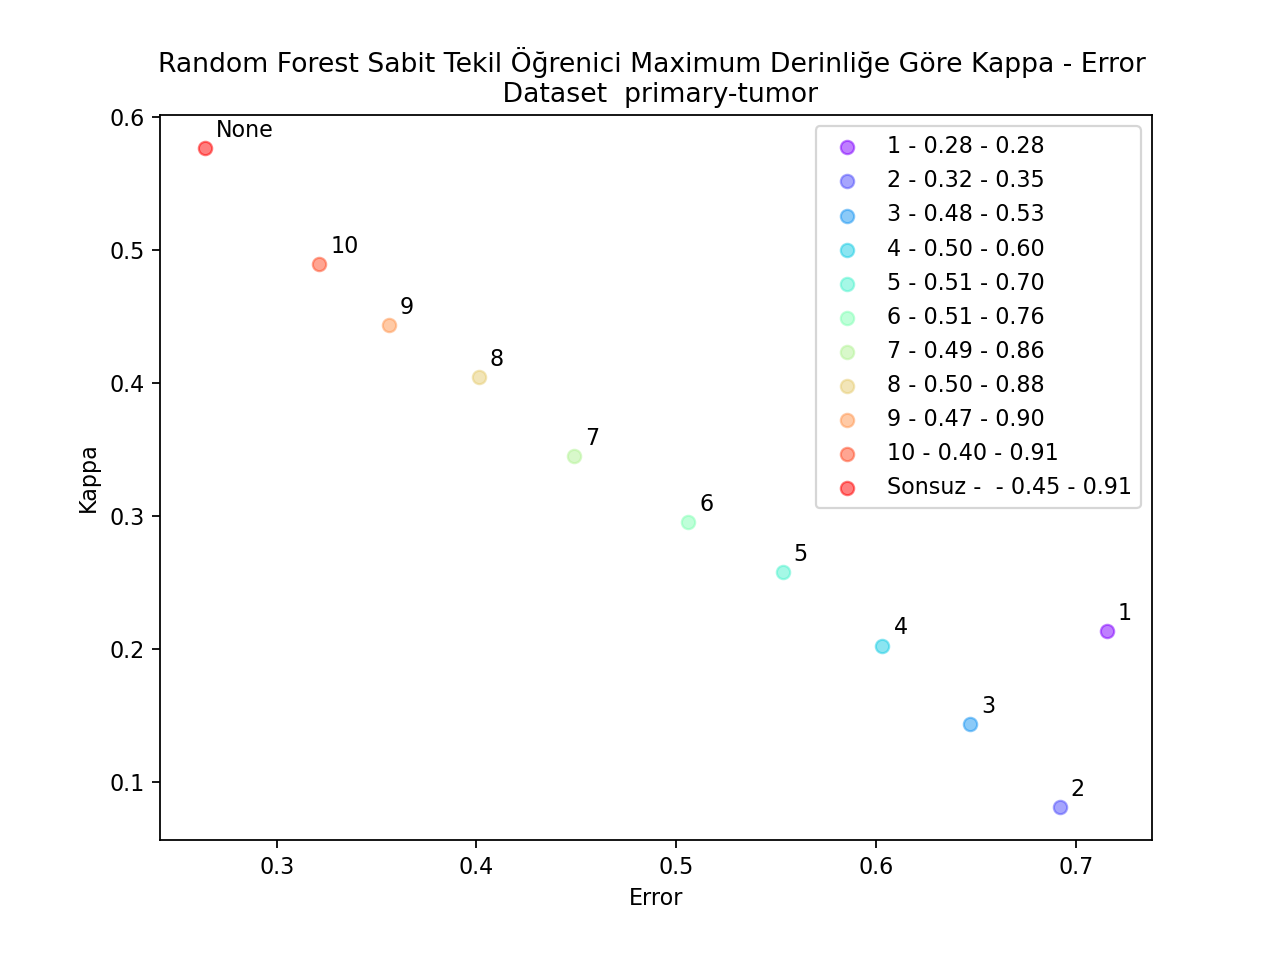 Random Forest Sabit Tekil Öğrenici Maximum Derinliğe Göre Kappa - Error
Dataset  primary-tumor
0.6
0.5
0.4
0.3
0.2
0.1
Kappa
None
10
9
8
7
6
5
4
3
2
1
1 - 0.28 - 0.28
2 - 0.32 - 0.35
3 - 0.48 - 0.53
4 - 0.50 - 0.60
5 - 0.51 - 0.70
6 - 0.51 - 0.76
7 - 0.49 - 0.86
8 - 0.50 - 0.88
9 - 0.47 - 0.90
10 - 0.40 - 0.91
Sonsuz -  - 0.45 - 0.91
0.3 0.4 0.5 0.6 0.7
Error